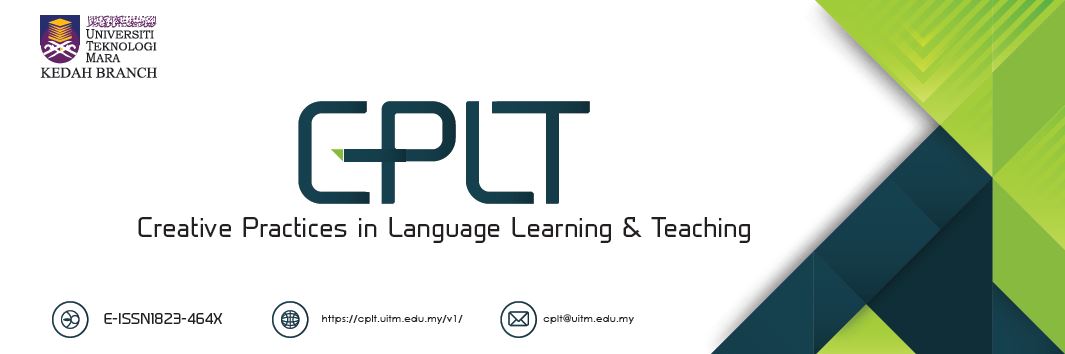 UNIVERSITI
TEKNOLOGI
MARA
KEDAH BRANCH
CPLT
Creative Practices in Language Learning & Teaching
E-ISSN1823-464X
https://cplt.uitm.edu.my/v1/
cplt@uitm.edu.my